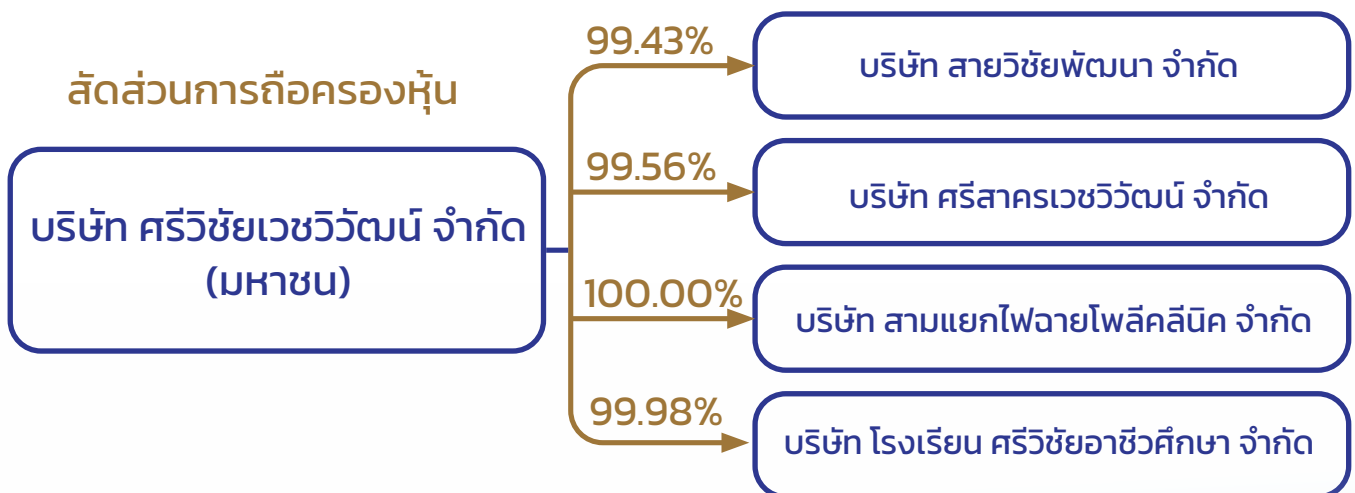 สัดส่วนการถือครองหุ้น
บริษัท ศรีวิชัยเวชวิวัฒน์ จำกัด
(มหาชน)
99.43%
บริษัท สายวิชัยพัฒนา จำกัด
99.56%
บริษัท ศรีสาครเวชวิวัฒน์ จำกัด
100.00%
บริษัท สามแยกไฟฉายโพลีคลีนิค จำกัด
99.98%
บริษัท โรงเรียน ศรีวิชัยอาชีวศึกษา จำกัด